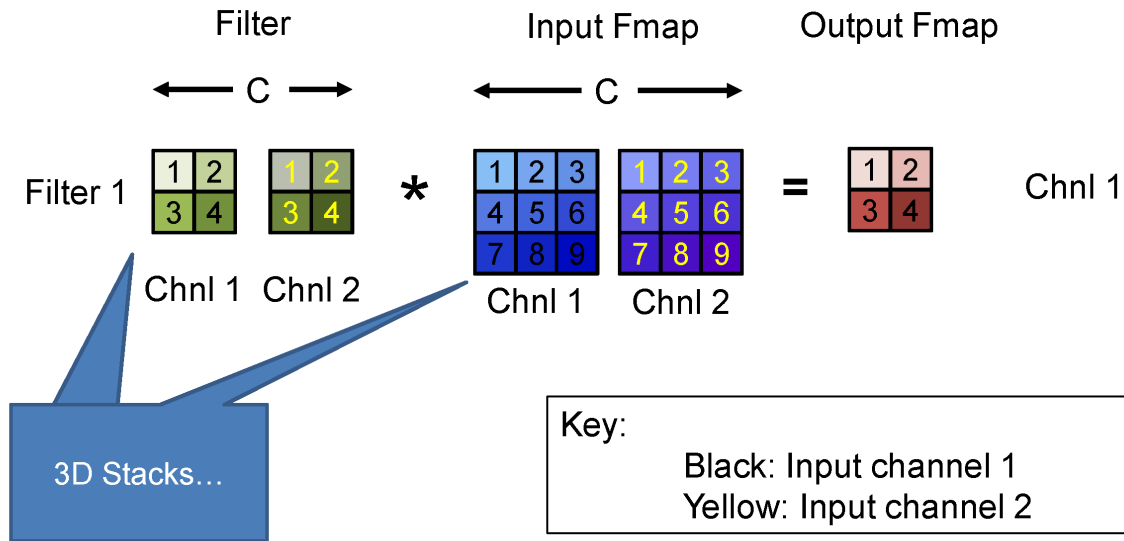 Filter Input Fmap Output Fmap
C C
Filter 1 1 2 1 2 * 1 2 3 1 2 3 = 1 2 Chnl 1
3 4 3 4 4 5 6 4 5 6 3 4
7 8 9 7 8 9
Chnl 1 Chnl 2 Chnl 1 Chnl 2
3D Stacks…
Key:
Black: Input channel 1
Yellow: Input channel 2